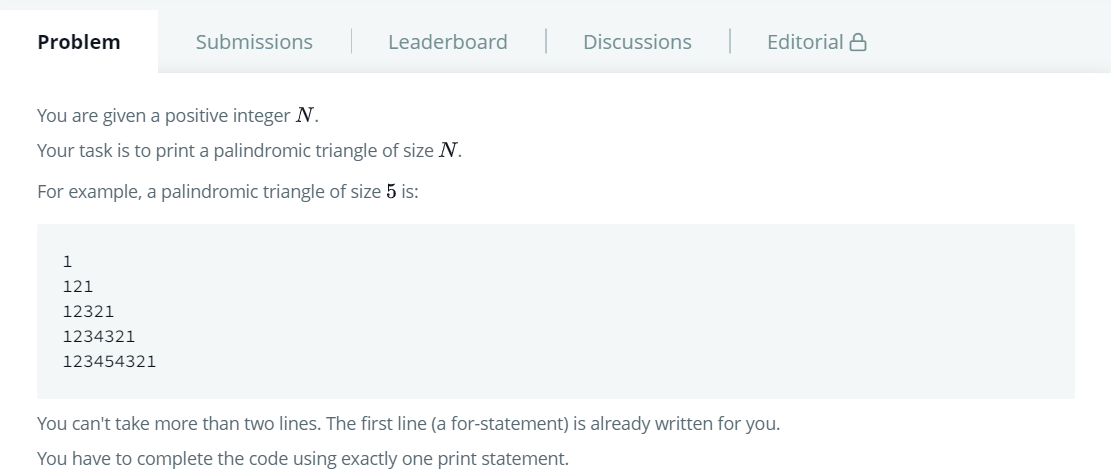 Problem Submissions Leaderboard Discussions Editorial
You are given a positive integer N.
Your task is to print a palindromic triangle of size N.
For example, a palindromic triangle of size 5 is:
1
121
12321
1234321
123454321
You can't take more than two lines. The first line (a for-statement) is already written for you.
You have to complete the code using exactly one print statement.